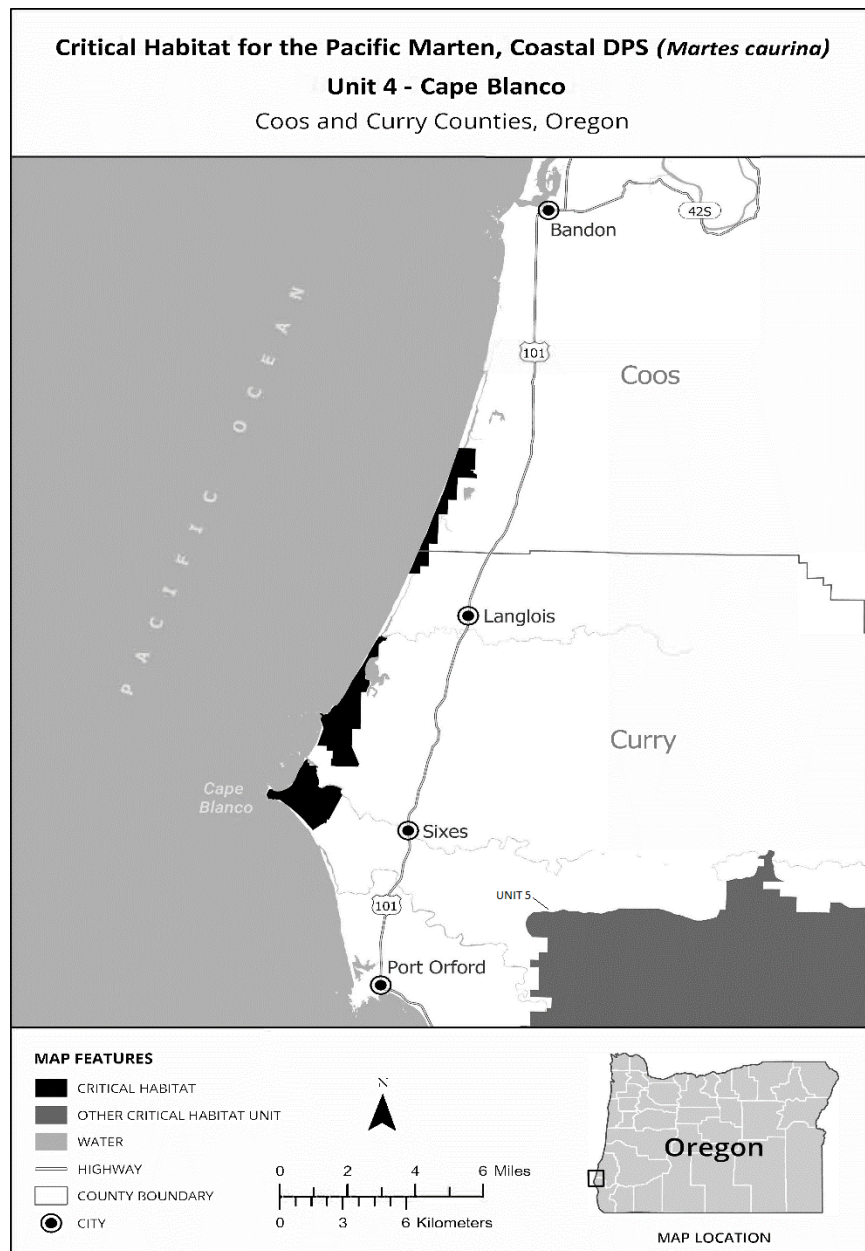 Critical Habitat for the Pacific Marten, Coastal DPS (Martes caurina)
Unit 4 - Cape Blanco
Coos and Curry Counties, Oregon
42S
Bandon
PACIFIC OCEAN
101
Coos
Langlois
Curry
Cape
Blanco
Sixes
UNIT 5
101
Port Orford
MAP FEATURES
CRITICAL HABITAT
OTHER CRITICAL HABITAT UNIT
WATER
HIGHWAY
COUNTY BOUNDARY
CITY
N
0 2 4 6 Miles
0 3 6 Kilometers
Oregon
MAP LOCATION